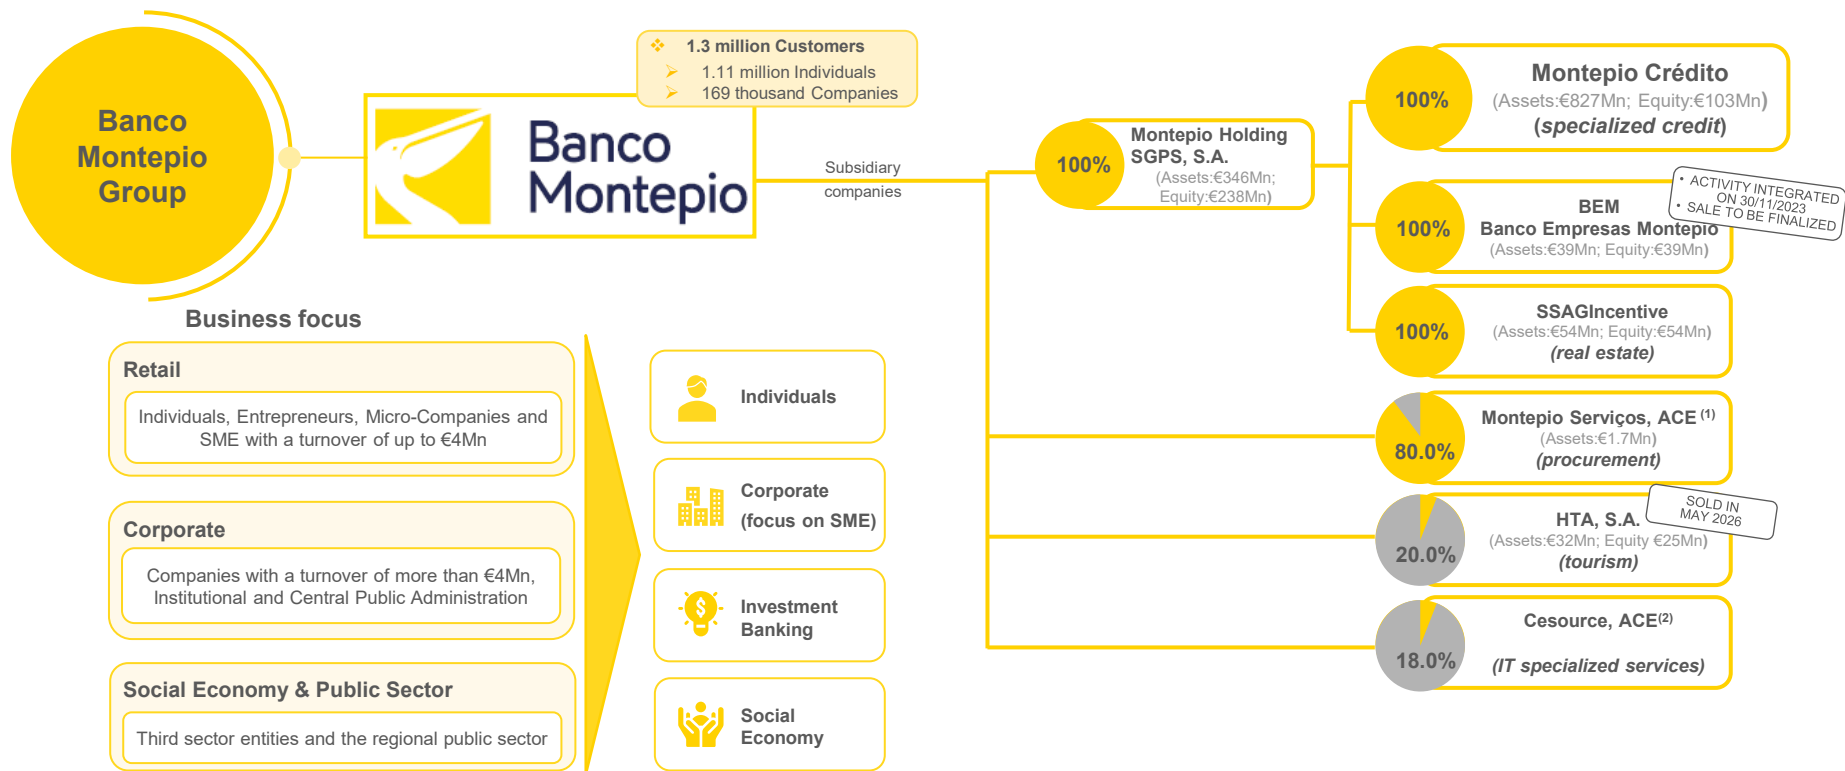 Banco
Montepio
Group
❖ 1.3 million Customers
➢ 1.11 million Individuals
➢ 169 thousand Companies
Banco
Montepio
Subsidiary
companies
100%
Montepio Holding
SGPS, S.A.
(Assets:€346Mn;
Equity:€238Mn)
100%
Montepio Crédito
(Assets:€827Mn; Equity:€103Mn)
(specialized credit)
• ACTIVITY INTEGRATED
ON 30/11/2023
• SALE TO BE FINALIZED
100%
BEM
Banco Empresas Montepio
(Assets:€39Mn; Equity:€39Mn)
100%
SSAGIncentive
(Assets:€54Mn; Equity:€54Mn)
(real estate)
80.0%
Montepio Serviços, ACE (1)
(Assets:€1.7Mn)
(procurement)
SOLD IN
MAY 2026
20.0%
HTA, S.A.
(Assets:€32Mn; Equity €25Mn)
(tourism)
18.0%
Cesource, ACE(2)
(IT specialized services)
Business focus
Retail
Individuals, Entrepreneurs, Micro-Companies and
SME with a turnover of up to €4Mn
Corporate
Companies with a turnover of more than €4Mn,
Institutional and Central Public Administration
Social Economy & Public Sector
Third sector entities and the regional public sector
Individuals
Corporate
(focus on SME)
$
Investment
Banking
Social
Economy